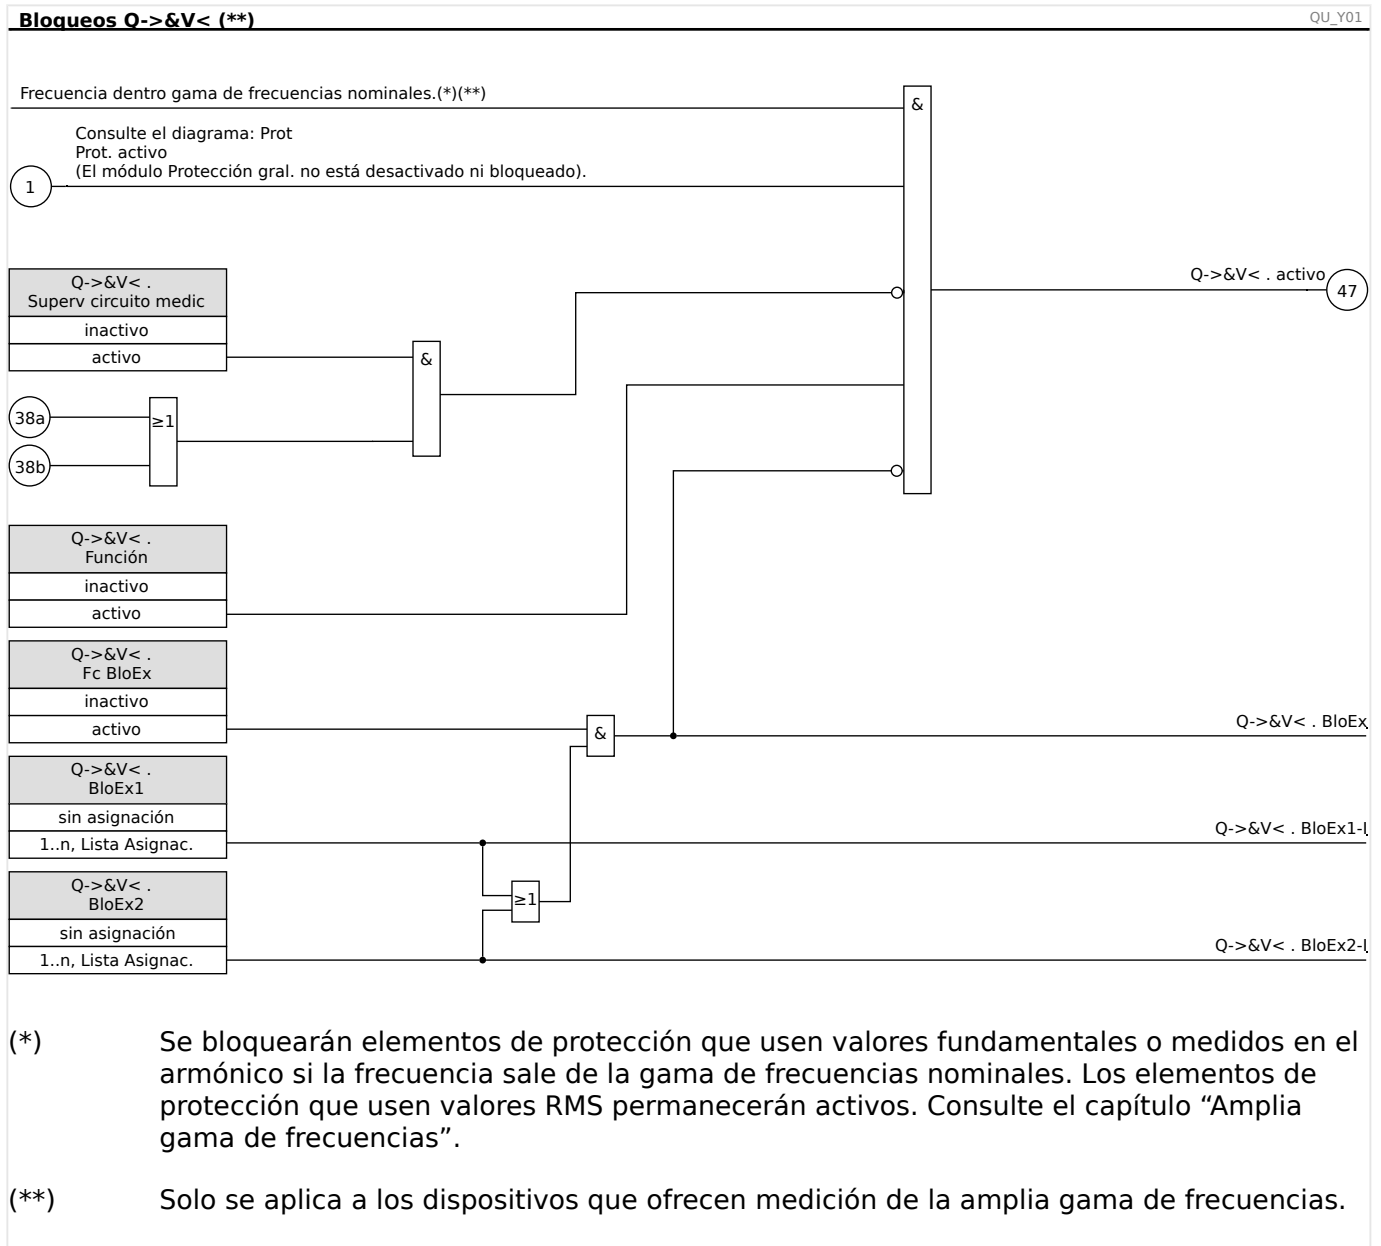 Bloqueos Q->&V< (**)
QU_Y01
Frecuencia dentro gama de frecuencias nominales.(*)(**)
&
Consulte el diagrama: Prot
Prot. activo
(El módulo Protección gral. no está desactivado ni bloqueado).
1
Q->&V< .
Superv circuito medic
inactivo
activo
&
Q->&V< . activo
47
38a
≥1
38b
Q->&V< .
Función
inactivo
activo
Q->&V< .
Fc BloEx
inactivo
activo
&
Q->&V< . BloEx
Q->&V< .
BloEx1
sin asignación
1..n, Lista Asignac.
Q->&V< . BloEx1-I
Q->&V< .
BloEx2
sin asignación
1..n, Lista Asignac.
≥1
Q->&V< . BloEx2-I
(*) Se bloquearán elementos de protección que usen valores fundamentales o medidos en el
armónico si la frecuencia sale de la gama de frecuencias nominales. Los elementos de
protección que usen valores RMS permanecerán activos. Consulte el capítulo “Amplia
gama de frecuencias”.
(**) Solo se aplica a los dispositivos que ofrecen medición de la amplia gama de frecuencias.